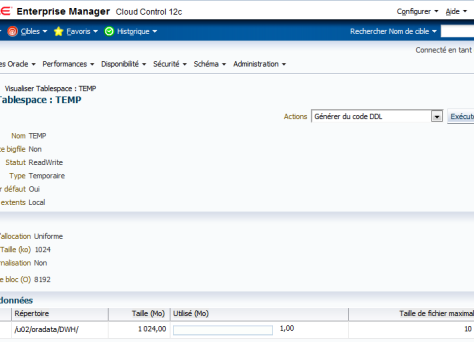 Enterprise Manager Cloud Control 12c
Configurer Aide
Cibles Favoris Historique Rechercher Nom de cible
Connecté en tant
es Oracle Performances Disponibilité Sécurité Schéma Administration
Visualiser Tablespace : TEMP
Tablespace : TEMP
Actions Générer du code DDL Exécute
Nom TEMP
e bigfile Non
Statut ReadWrite
Type Temporaire
r défaut Oui
extents Local
'allocation Uniforme
Taille (ko) 1024
rnalisation Non
e bloc (O) 8192
données
Répertoire Taille (Mo) Utilisé (Mo) Taille de fichier maximal
/u02/oradata/DWH/ 1 024,00 1,00 10